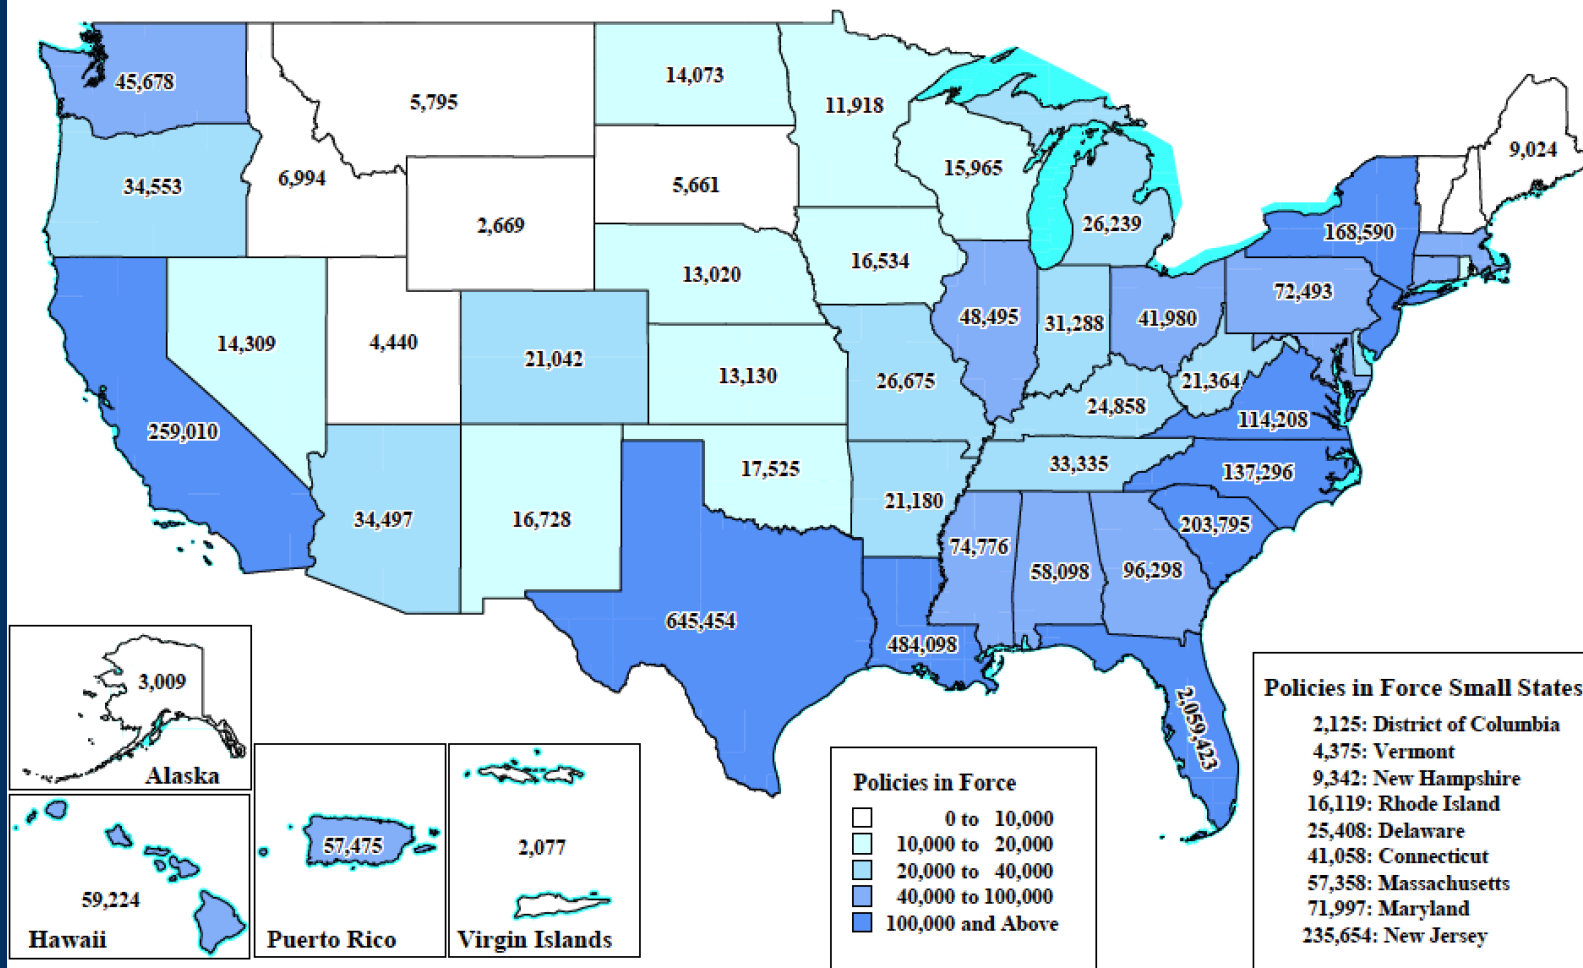 45,678
5,795
14,073
11,918
9,024
34,553
6,994
2,669
5,661
15,965
26,239
168,590
13,020
16,534
72,493
14,309
4,440
21,042
13,130
48,495
31,288
41,980
26,675
24,858
21,364
259,010
114,208
34,497
16,728
17,525
21,180
33,335
137,296
203,795
74,776
58,098
96,298
645,454
484,098
2,059,423
3,009
Alaska
59,224
Hawaii
57,475
Puerto Rico
2,077
Virgin Islands
Policies in Force
0 to 10,000
10,000 to 20,000
20,000 to 40,000
40,000 to 100,000
100,000 and Above
Policies in Force Small States
2,125: District of Columbia
4,375: Vermont
9,342: New Hampshire
16,119: Rhode Island
25,408: Delaware
41,058: Connecticut
57,358: Massachusetts
71,997: Maryland
235,654: New Jersey